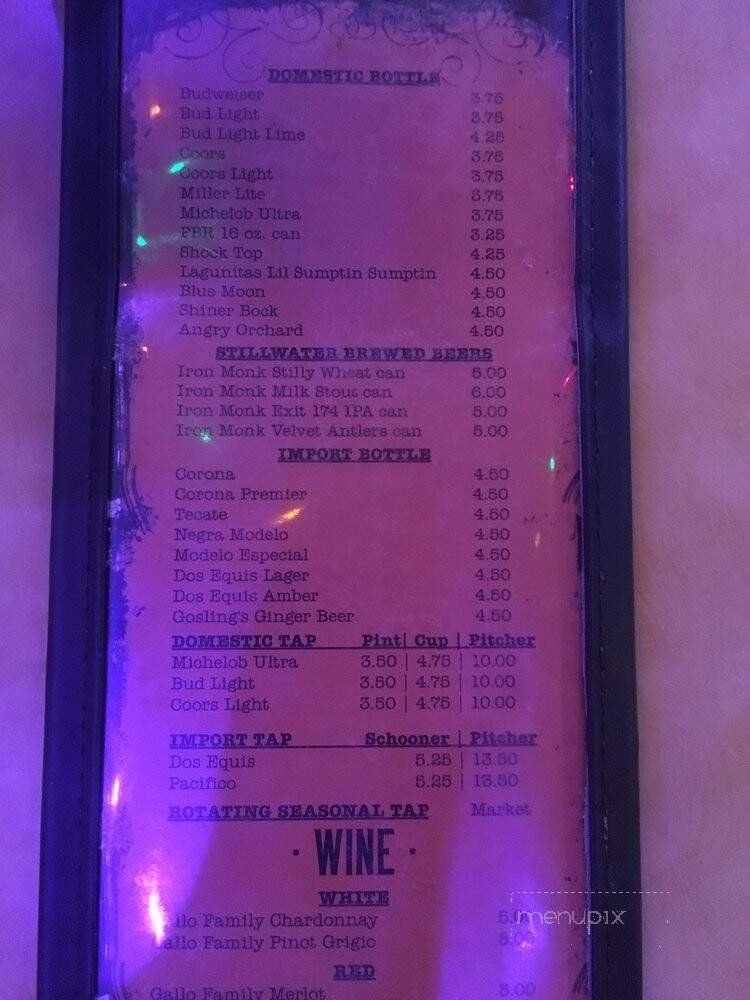 DOMESTIC BOTTLE
Budweiser 3.75
Bud Light 3.75
Bud Light Lime 4.25
Coors 3.75
Coors Light 3.75
Miller Lite 3.75
Michelob Ultra 3.75
PBR 16 oz. can 3.25
Shock Top 4.25
Lagunitas Lil Sumptin Sumptin 4.50
Blue Moon 4.50
Shiner Bock 4.50
Angry Orchard 4.50
STILLWATER BREWED BEERS
Iron Monk Stilly Wheat can 5.00
Iron Monk Milk Stout can 6.00
Iron Monk Exit 174 IPA can 5.00
Iron Monk Velvet Antlers can 5.00
IMPORT BOTTLE
Corona 4.50
Corona Premier 4.50
Tecate 4.50
Negra Modelo 4.50
Modelo Especial 4.50
Dos Equis Lager 4.50
Dos Equis Amber 4.50
Gosling's Ginger Beer 4.50
DOMESTIC TAP Pint| Cup | Pitcher
Michelob Ultra 3.50 | 4.75 | 10.00
Bud Light 3.50 | 4.75 | 10.00
Coors Light 3.50 | 4.75 | 10.00
IMPORT TAP Schooner | Pitcher
Dos Equis 5.25 | 13.50
Pacifico 5.25 | 13.50
ROTATING SEASONAL TAP Market
· WINE ·
WHITE
Gallo Family Chardonnay
menupix
Gallo Family Pinot Grigio 5.00
RED
Gallo Family Merlot 5.00